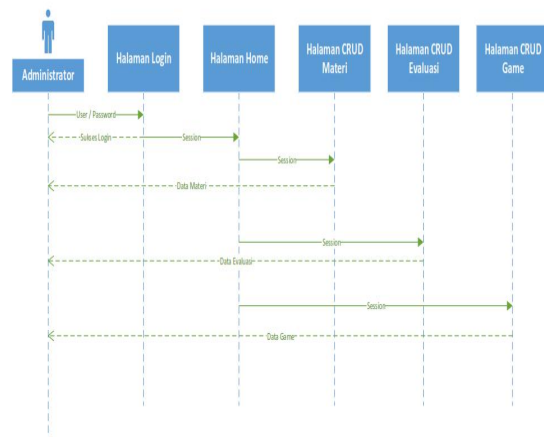 Administrator
Halaman Login
Halaman Home
Halaman CRUD
Materi
Halaman CRUD
Evaluasi
Halaman CRUD
Game
User / Password
Sukses Login
Session
Session
Data Materi
Session
Data Evaluasi
Session
Data Game